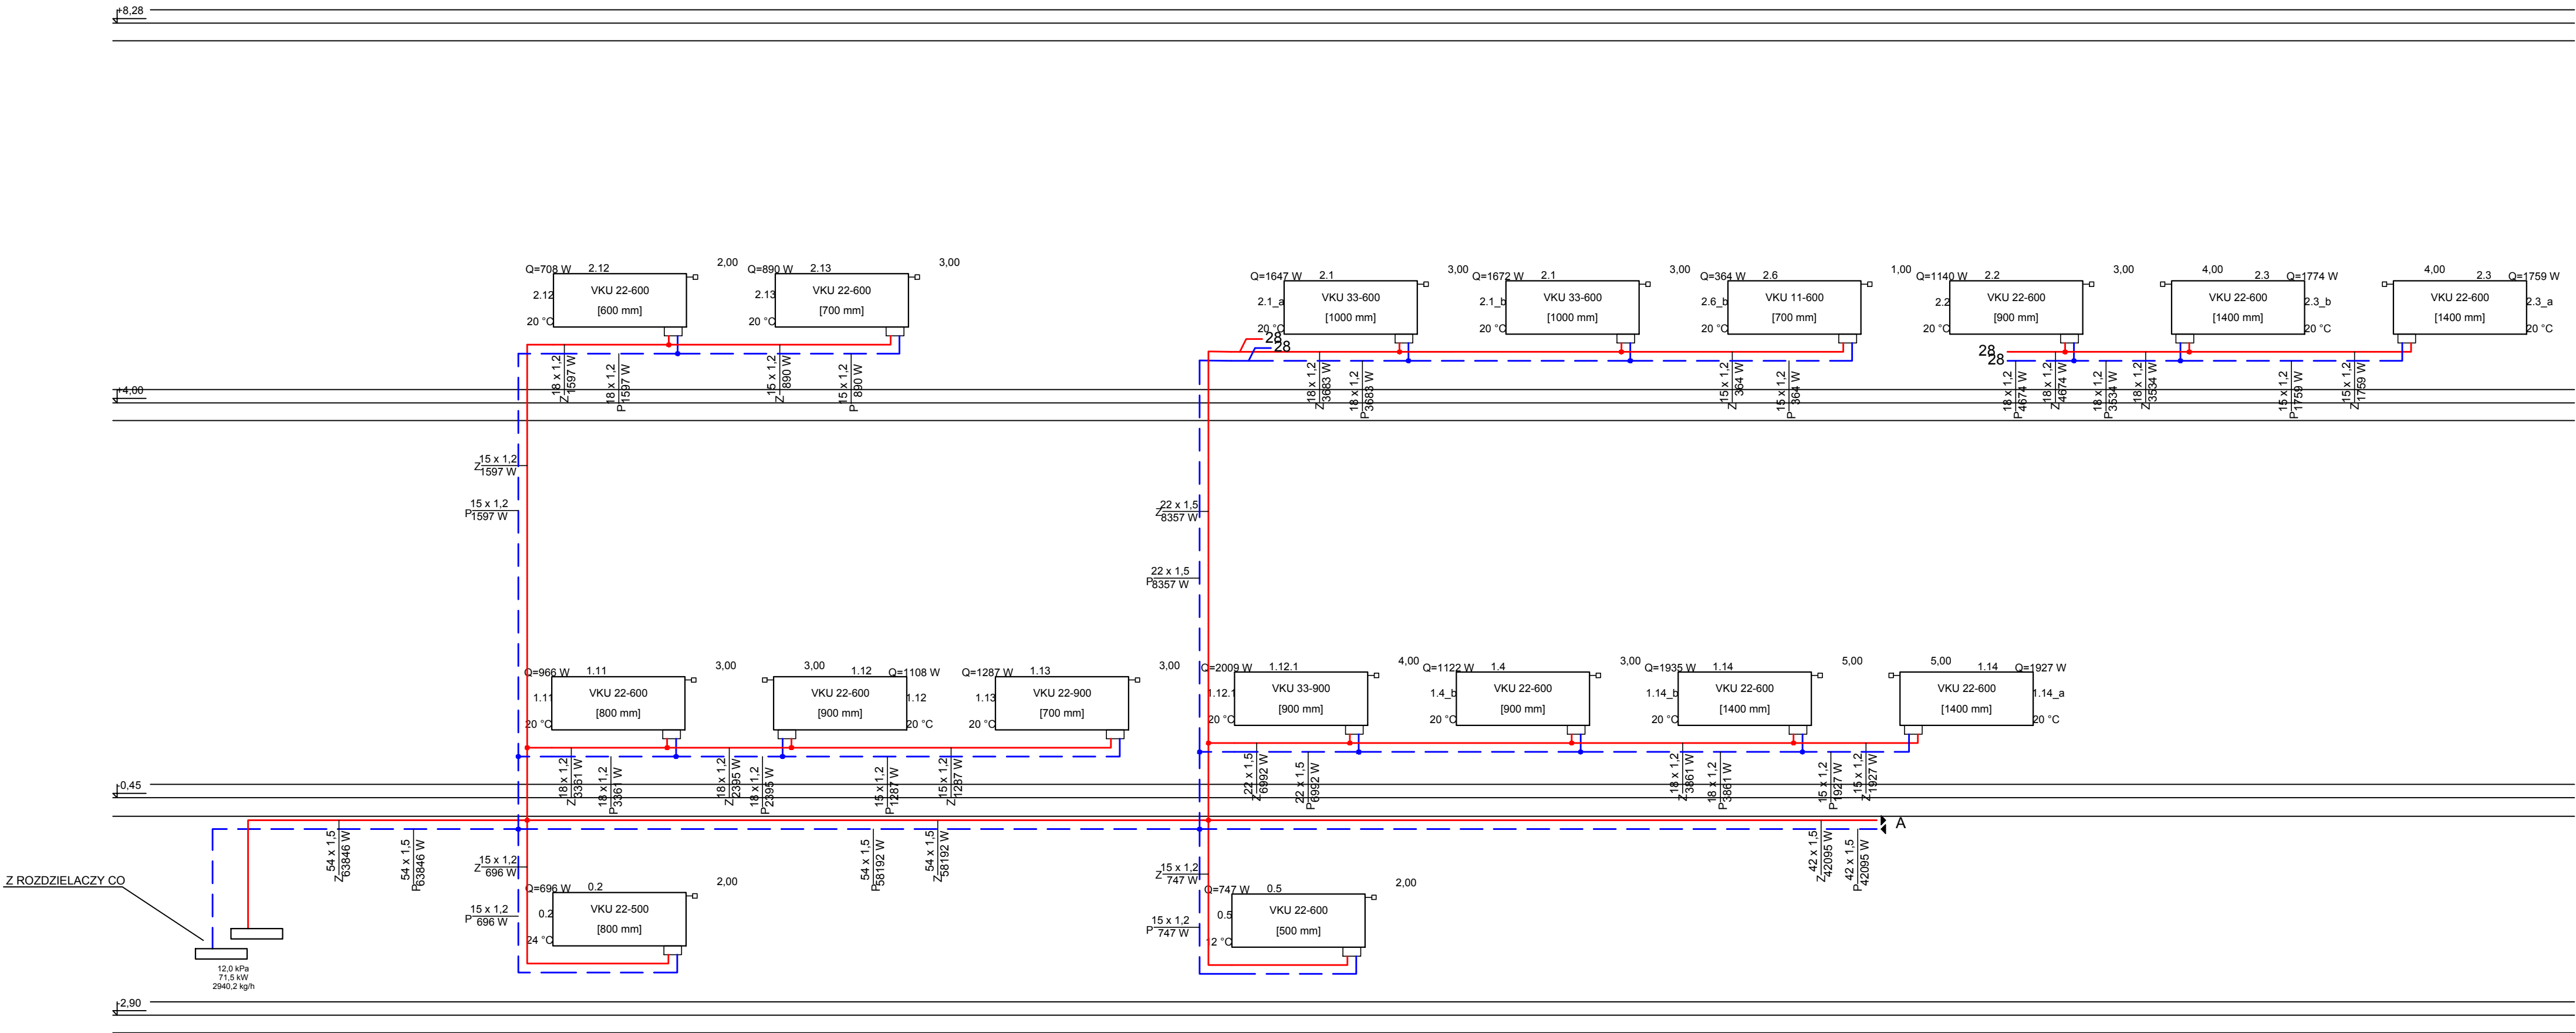 +8,28
Q=708 W 2.12 2,00
VKU 22-600
2.12
[600 mm]
20 °C
Q=890 W 2.13 3,00
VKU 22-600
2.13
[700 mm]
20 °C
Q=1647 W 2.1 3,00
VKU 33-600
2.1_a
[1000 mm]
20 °C
Q=1672 W 2.1 3,00
VKU 33-600
2.1_b
[1000 mm]
20 °C
Q=364 W 2.6 1,00
VKU 11-600
2.6_b
[700 mm]
20 °C
Q=1140 W 2.2 3,00
VKU 22-600
2.2
[900 mm]
20 °C
4,00 2.3 Q=1774 W
VKU 22-600
2.3_b
[1400 mm]
20 °C
4,00 2.3 Q=1759 W
VKU 22-600
2.3_a
[1400 mm]
20 °C
28
28
28
28
18 x 1,2
Z 1597 W
18 x 1,2
P 1597 W
15 x 1,2
Z 890 W
15 x 1,2
P 890 W
18 x 1,2
Z 3683 W
18 x 1,2
P 3683 W
15 x 1,2
Z 364 W
15 x 1,2
P 364 W
18 x 1,2
P 4674 W
18 x 1,2
Z 4674 W
18 x 1,2
P 3534 W
18 x 1,2
Z 3534 W
15 x 1,2
P 1759 W
15 x 1,2
Z 1759 W
+4,00
15 x 1,2
Z 1597 W
15 x 1,2
P 1597 W
22 x 1,5
Z 8357 W
22 x 1,5
P 8357 W
Q=966 W 1.11 3,00
VKU 22-600
1.11
[800 mm]
20 °C
3,00 1.12 Q=1108 W
VKU 22-600
1.12
[900 mm]
20 °C
Q=1287 W 1.13 3,00
VKU 22-900
1.13
[700 mm]
20 °C
Q=2009 W 1.12.1 4,00
VKU 33-900
1.12.1
[900 mm]
20 °C
Q=1122 W 1.4 3,00
VKU 22-600
1.4_b
[900 mm]
20 °C
Q=1935 W 1.14 5,00
VKU 22-600
1.14_b
[1400 mm]
20 °C
5,00 1.14 Q=1927 W
VKU 22-600
1.14_a
[1400 mm]
20 °C
18 x 1,2
Z 3361 W
18 x 1,2
P 3361 W
18 x 1,2
Z 2395 W
18 x 1,2
P 2395 W
15 x 1,2
P 1287 W
15 x 1,2
Z 1287 W
22 x 1,5
Z 6992 W
22 x 1,5
P 6992 W
18 x 1,2
Z 3861 W
18 x 1,2
P 3861 W
15 x 1,2
P 1927 W
15 x 1,2
Z 1927 W
-0,45
A
54 x 1,5
Z 63846 W
54 x 1,5
P 63846 W
54 x 1,5
P 58192 W
54 x 1,5
Z 58192 W
42 x 1,5
Z 42095 W
42 x 1,5
P 42095 W
15 x 1,2
Z 696 W
15 x 1,2
P 696 W
15 x 1,2
Z 747 W
15 x 1,2
P 747 W
Z ROZDZIELACZY CO
Q=696 W 0.2 2,00
VKU 22-500
0.2
[800 mm]
24 °C
Q=747 W 0.5 2,00
VKU 22-600
0.5
[500 mm]
12 °C
12,0 kPa
71,5 kW
2940,2 kg/h
-2,90